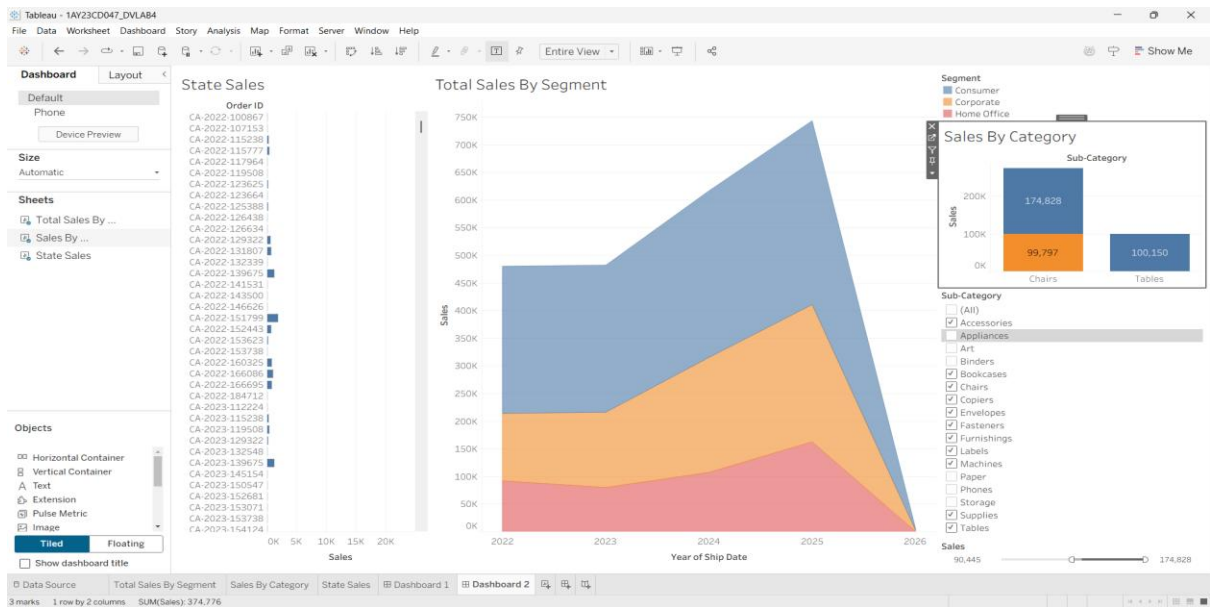 Tableau - 1AY23CD047_DVLAB4
File Data Worksheet Dashboard Story Analysis Map Format Server Window Help
Entire View
Show Me
Dashboard
Layout
Default
Phone
Device Preview
Size
Automatic
Sheets
Total Sales By ...
Sales By ...
State Sales
Objects
Horizontal Container
Vertical Container
A Text
Extension
Pulse Metric
Image
Tiled
Floating
Show dashboard title
State Sales
Order ID
CA-2022-100867
CA-2022-107153
CA-2022-115238
CA-2022-115777
CA-2022-117964
CA-2022-119508
CA-2022-123625
CA-2022-123664
CA-2022-125388
CA-2022-126438
CA-2022-126634
CA-2022-129322
CA-2022-131807
CA-2022-132339
CA-2022-139675
CA-2022-141531
CA-2022-143500
CA-2022-146626
CA-2022-151799
CA-2022-152443
CA-2022-153623
CA-2022-153738
CA-2022-160325
CA-2022-166086
CA-2022-166695
CA-2022-184712
CA-2023-112224
CA-2023-115238
CA-2023-119508
CA-2023-129322
CA-2023-132548
CA-2023-139675
CA-2023-145154
CA-2023-150547
CA-2023-152681
CA-2023-153071
CA-2023-153738
CA-2023-154124
0K 5K 10K 15K 20K
Sales
Total Sales By Segment
750K
700K
650K
600K
550K
500K
450K
400K
350K
300K
250K
200K
150K
100K
50K
0K
Sales
2022 2023 2024 2025 2026
Year of Ship Date
Segment
Consumer
Corporate
Home Office
Sales By Category
Sub-Category
200K
100K
0K
Sales
174,828
99,797
100,150
Chairs
Tables
Sub-Category
(All)
Accessories
Appliances
Art
Binders
Bookcases
Chairs
Copiers
Envelopes
Fasteners
Furnishings
Labels
Machines
Paper
Phones
Storage
Supplies
Tables
Sales
90,445
174,828
Data Source
Total Sales By Segment
Sales By Category
State Sales
Dashboard 1
Dashboard 2
3 marks 1 row by 2 columns SUM(Sales): 374,776